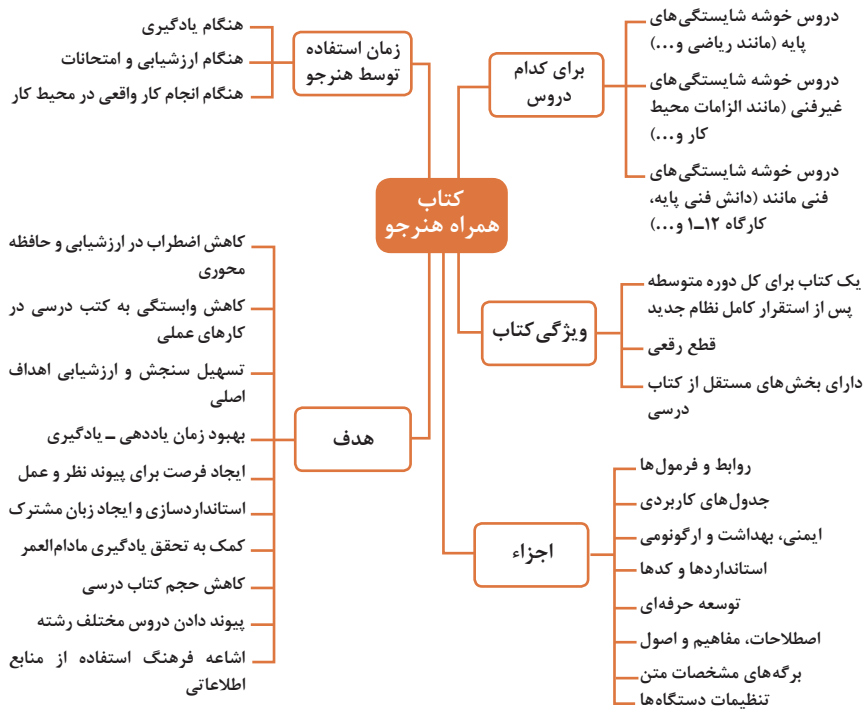 کتاب
همراه هنرجو
برای کدام
دروس
دروس خوشه شایستگی‌های
پایه (مانند ریاضی و...)
دروس خوشه شایستگی‌های
غیرفنی (مانند الزامات محیط
کار و...)
دروس خوشه شایستگی‌های
فنی مانند (دانش فنی پایه،
کارگاه ۱۲ـ۱ و...)
ویژگی کتاب
یک کتاب برای کل دوره متوسطه
پس از استقرار کامل نظام جدید
قطع رقعی
دارای بخش‌های مستقل از کتاب
درسی
اجزاء
روابط و فرمول‌ها
جدول‌های کاربردی
ایمنی، بهداشت و ارگونومی
استانداردها و کدها
توسعه حرفه‌ای
اصطلاحات، مفاهیم و اصول
برگه‌های مشخصات متن
تنظیمات دستگاه‌ها
زمان استفاده
توسط هنرجو
هنگام یادگیری
هنگام ارزشیابی و امتحانات
هنگام انجام کار واقعی در محیط کار
هدف
کاهش اضطراب در ارزشیابی و حافظه
محوری
کاهش وابستگی به کتب درسی در
کارهای عملی
تسهیل سنجش و ارزشیابی اهداف
اصلی
بهبود زمان یاددهی ـ یادگیری
ایجاد فرصت برای پیوند نظر و عمل
استانداردسازی و ایجاد زبان مشترک
کمک به تحقق یادگیری مادام‌العمر
کاهش حجم کتاب درسی
پیوند دادن دروس مختلف رشته
اشاعه فرهنگ استفاده از منابع
اطلاعاتی